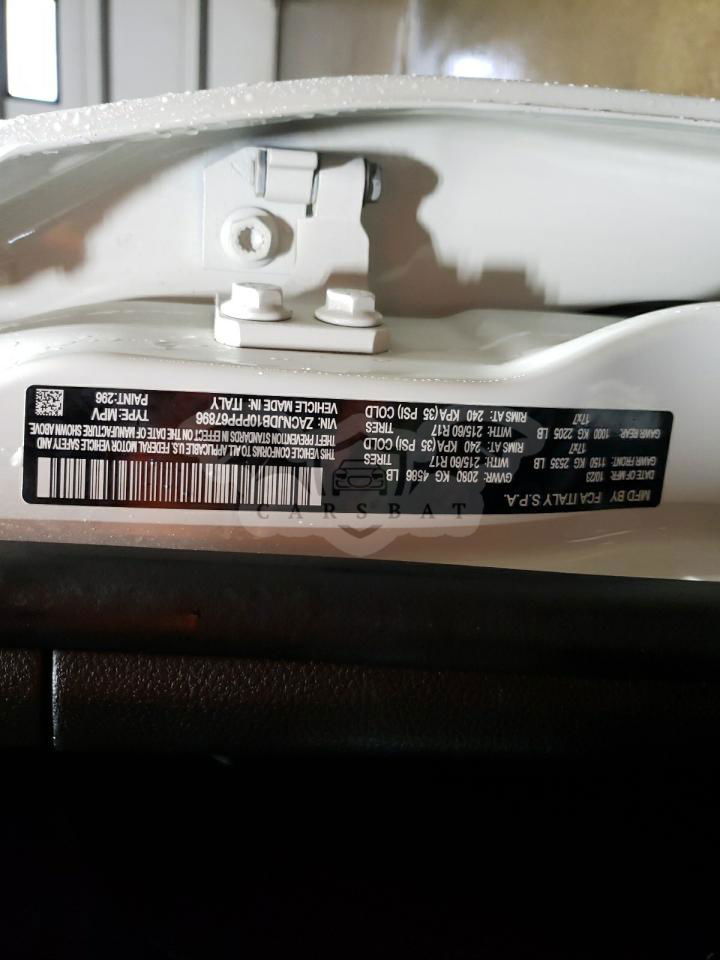 MFD BY FCA ITALY S.P.A.
DATE OF MFR: 10/23 GVWR: 2080 KG 4586 LB
GAWR FRONT: 1150 KG 2535 LB WITH: 215/60 R17 TIRES
17x7 RIMS AT: 240 KPA(35 PSI) COLD
GAWR REAR: 1000 KG 2205 LB WITH: 215/60 R17 TIRES
17x7 RIMS AT: 240 KPA(35 PSI) COLD
THIS VEHICLE CONFORMS TO ALL APPLICABLE U.S. FEDERAL MOTOR VEHICLE SAFETY AND
THEFT PREVENTION STANDARDS IN EFFECT ON THE DATE OF MANUFACTURE SHOWN ABOVE
VIN: ZACNJDB10PP667896 TYPE: MPV
VEHICLE MADE IN: ITALY PAINT: 296
CARSBAT